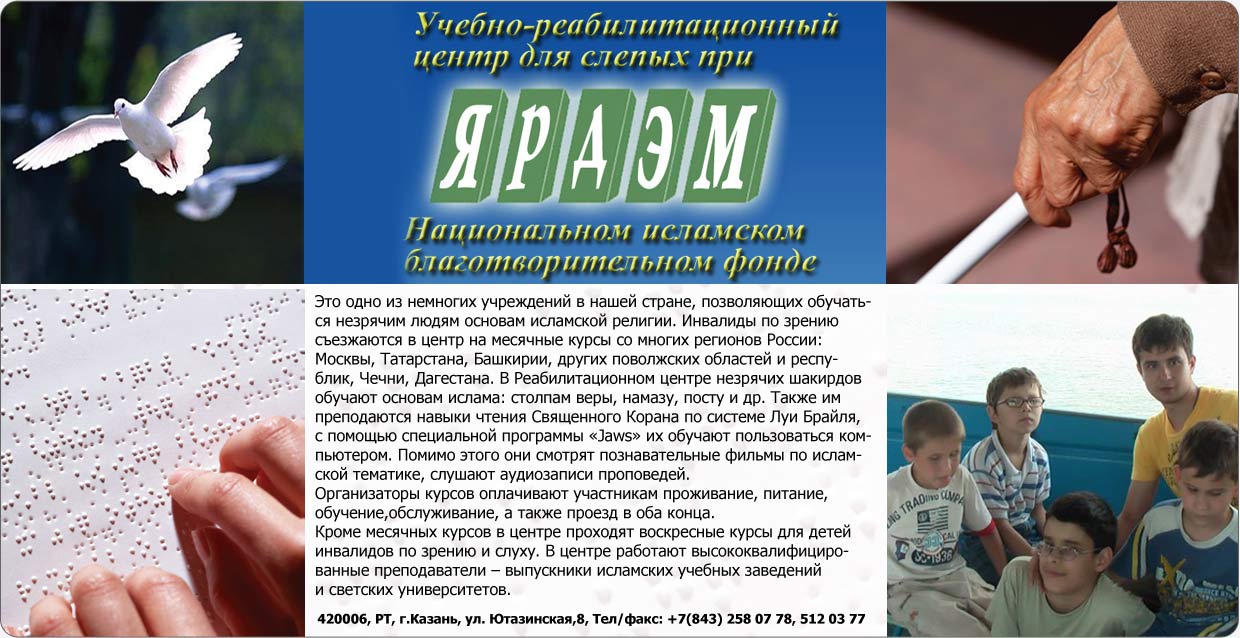 Учебно-реабилитационный
центр для слепых при
ЯРДЭМ
Национальном исламском
благотворительном фонде
Это одно из немногих учреждений в нашей стране, позволяющих обучать-
ся незрячим людям основам исламской религии. Инвалиды по зрению
съезжаются в центр на месячные курсы со многих регионов России:
Москвы, Татарстана, Башкирии, других поволжских областей и респу-
блик, Чечни, Дагестана. В Реабилитационном центре незрячих шакирдов
обучают основам ислама: столпам веры, намазу, посту и др. Также им
преподаются навыки чтения Священного Корана по системе Луи Брайля,
с помощью специальной программы «Jaws» их обучают пользоваться ком-
пьютером. Помимо этого они смотрят познавательные фильмы по ислам-
ской тематике, слушают аудиозаписи проповедей.
Организаторы курсов оплачивают участникам проживание, питание,
обучение,обслуживание, а также проезд в оба конца.
Кроме месячных курсов в центре проходят воскресные курсы для детей
инвалидов по зрению и слуху. В центре работают высококвалифициро-
ванные преподаватели – выпускники исламских учебных заведений
и светских университетов.
420006, РТ, г.Казань, ул. Ютазинская,8, Тел/факс: +7(843) 258 07 78, 512 03 77
TRADING COMP